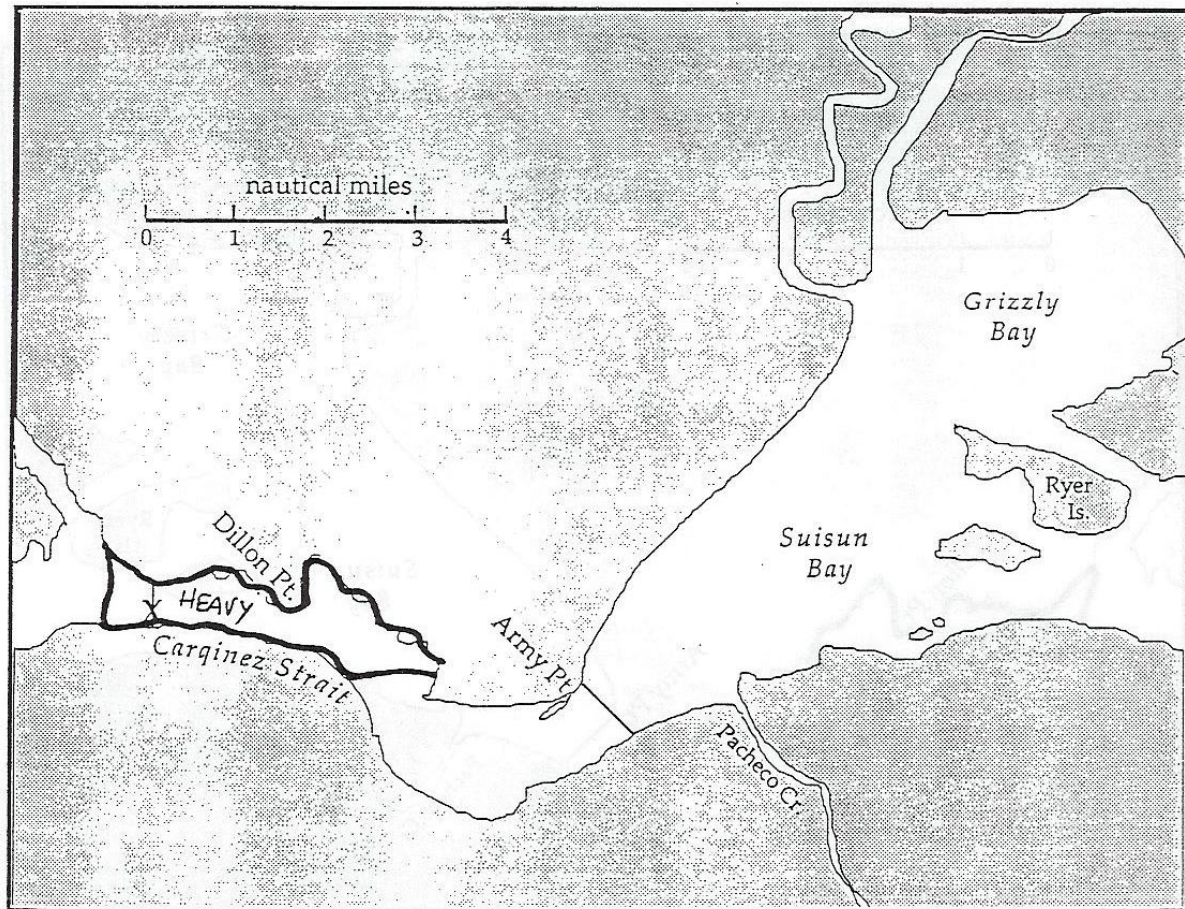 nautical miles
0 1 2 3 4
Grizzly
Bay
Ryer
Is.
Suisun
Bay
Dillon Pt.
HEAVY
X
Carqinez Strait
Army Pt.
Pacheco Cr.